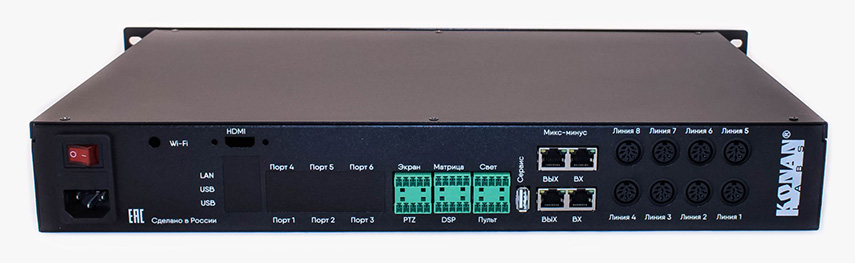 HDMI
Wi-Fi
LAN
USB
USB
EAC
Сделано в России
Порт 4 Порт 5 Порт 6
Порт 1 Порт 2 Порт 3
Экран Матрица Свет
PTZ DSP Пульт
Сервис
Микс-минус
ВЫХ ВХ
ВЫХ ВХ
Линия 8 Линия 7 Линия 6 Линия 5
Линия 4 Линия 3 Линия 2 Линия 1
KONAN®
LABS